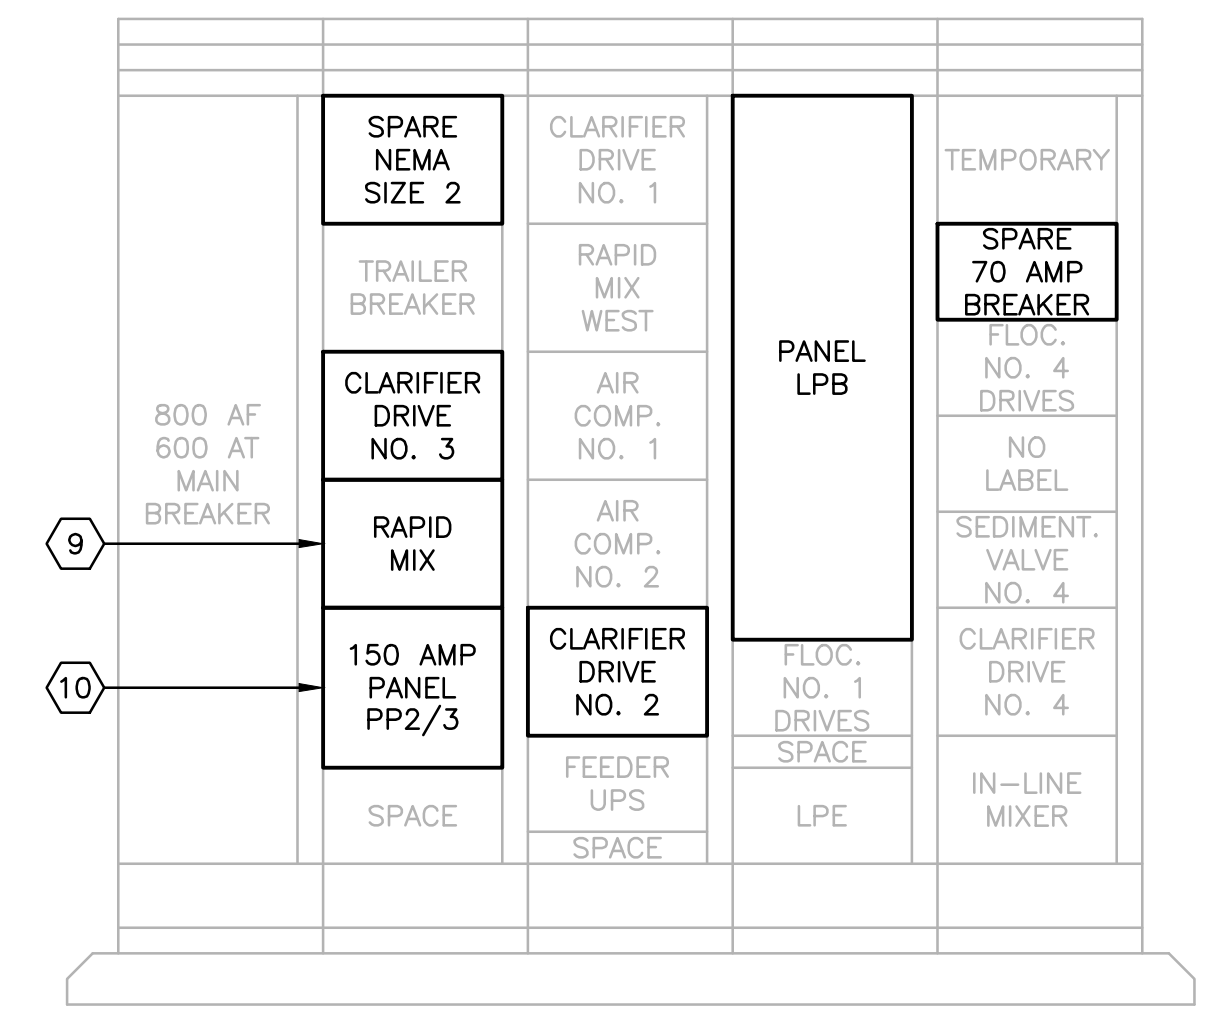 800 AF
600 AT
MAIN
BREAKER
9
10
SPARE
NEMA
SIZE 2
TRAILER
BREAKER
CLARIFIER
DRIVE
NO. 3
RAPID
MIX
150 AMP
PANEL
PP2/3
SPACE
CLARIFIER
DRIVE
NO. 1
RAPID
MIX
WEST
AIR
COMP.
NO. 1
AIR
COMP.
NO. 2
CLARIFIER
DRIVE
NO. 2
FEEDER
UPS
SPACE
PANEL
LPB
FLOC.
NO. 1
DRIVES
SPACE
LPE
TEMPORARY
SPARE
70 AMP
BREAKER
FLOC.
NO. 4
DRIVES
NO
LABEL
SEDIMENT.
VALVE
NO. 4
CLARIFIER
DRIVE
NO. 4
IN-LINE
MIXER